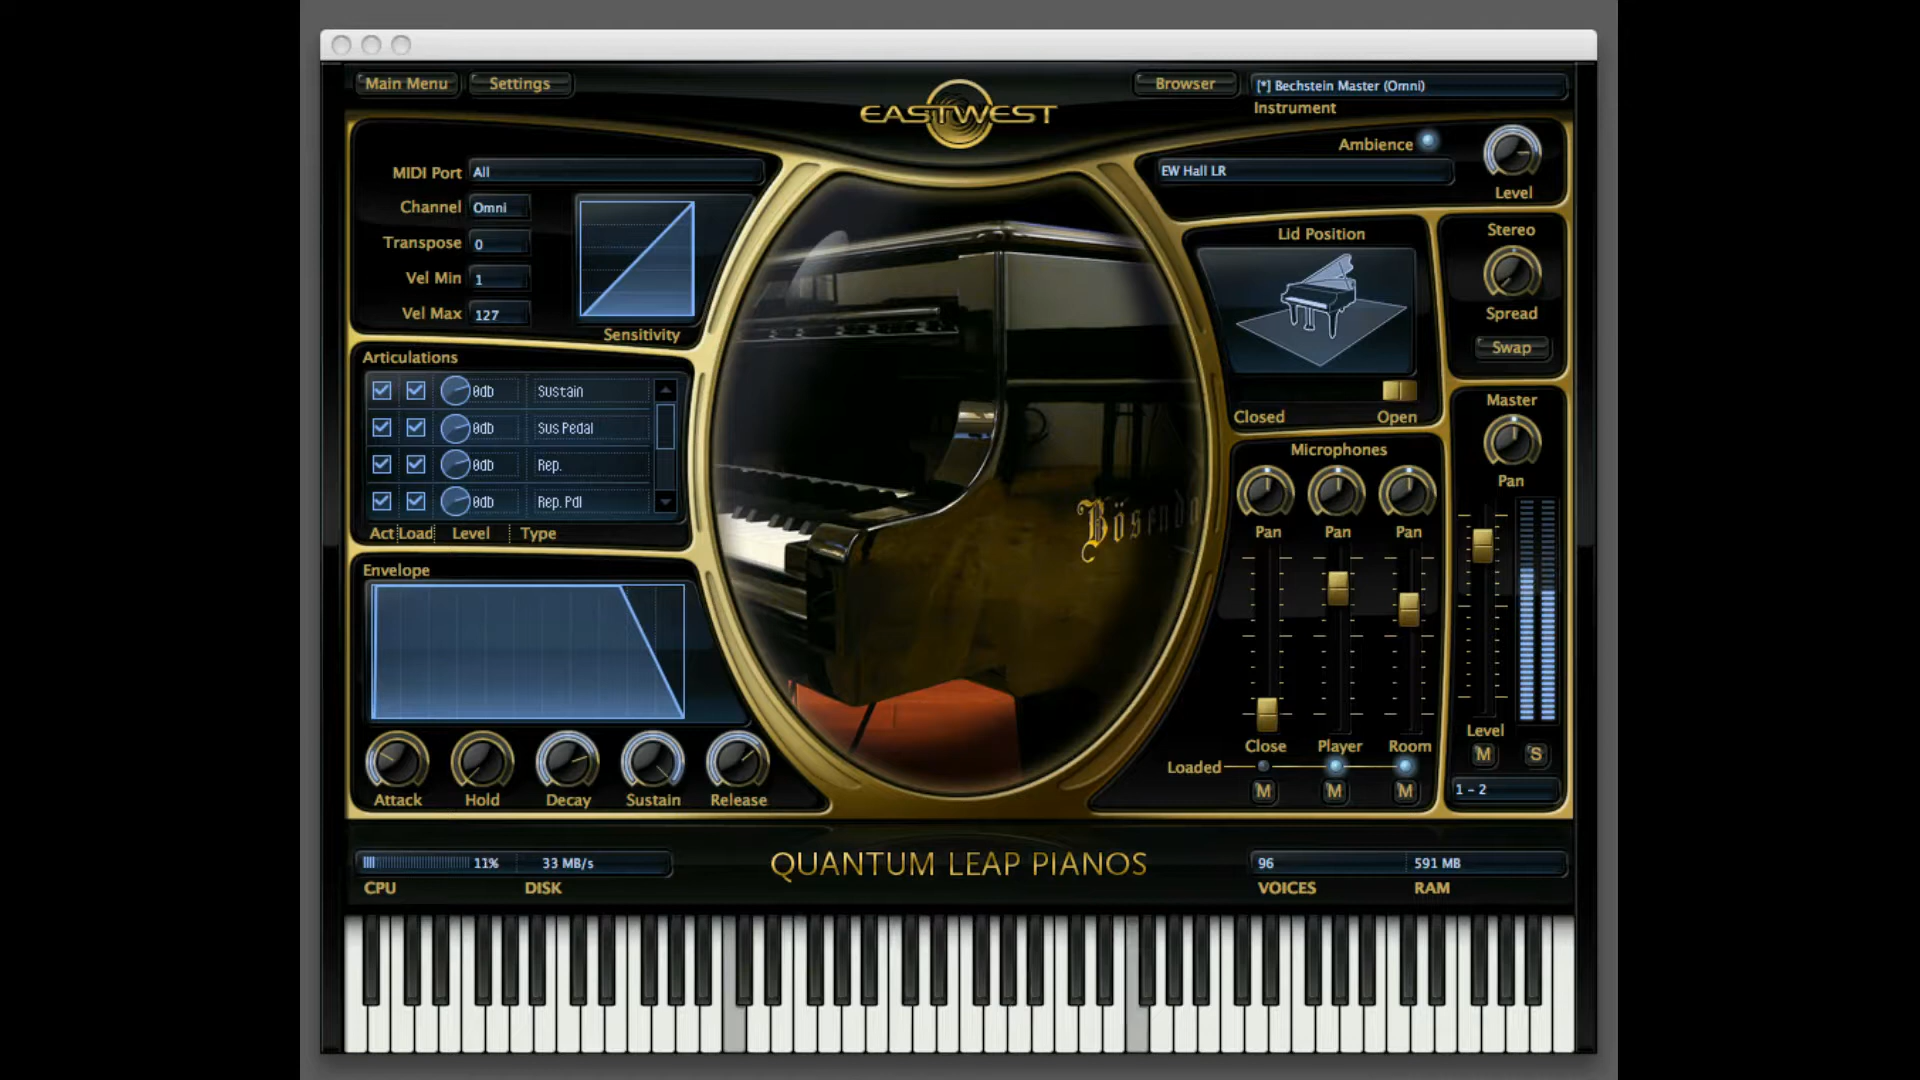 Main Menu
Settings
EASTWEST
Browser
[*] Bechstein Master (Omni)
Instrument
MIDI Port
All
Channel
Omni
Transpose
0
Vel Min
1
Vel Max
127
Sensitivity
Ambience
EW Hall LR
Level
Lid Position
Closed
Open
Stereo
Spread
Swap
Articulations
0db Sustain
0db Sus Pedal
0db Rep.
0db Rep. Pdl
Act Load Level Type
Envelope
Attack
Hold
Decay
Sustain
Release
Bösendo
Microphones
Pan
Pan
Pan
Close
Player
Room
Loaded
M
M
M
Master
Pan
Level
M
S
1 - 2
11%
33 MB/s
CPU
DISK
QUANTUM LEAP PIANOS
96
591 MB
VOICES
RAM